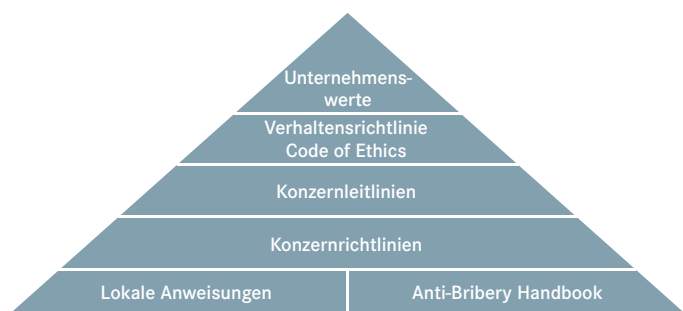 Unternehmens-
werte
Verhaltensrichtlinie
Code of Ethics
Konzernleitlinien
Konzernrichtlinien
Lokale Anweisungen
Anti-Bribery Handbook